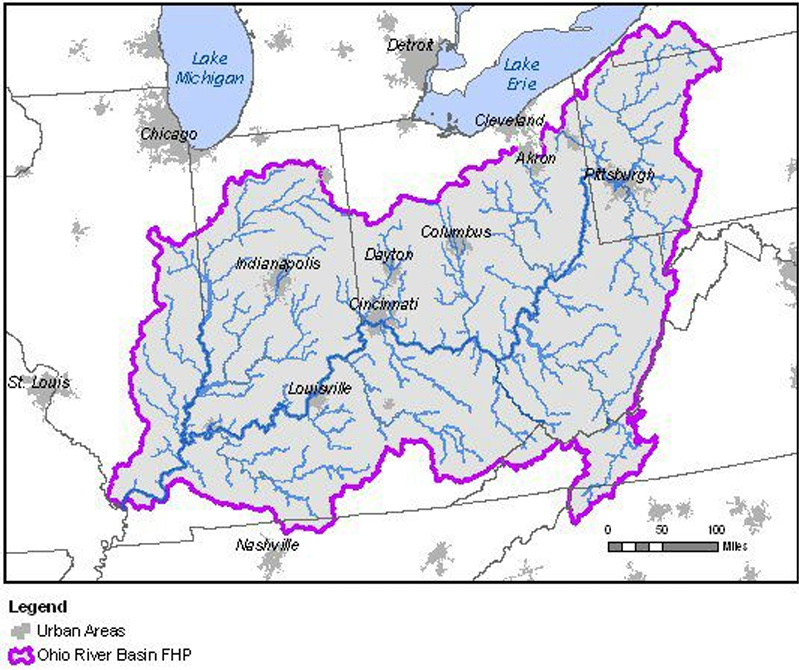 Lake
Michigan
Detroit
Lake
Erie
Chicago
Cleveland
Akron
Pittsburgh
Columbus
Dayton
Indianapolis
Cincinnati
St. Louis
Louisville
0 50 100
Miles
Nashville
Legend
Urban Areas
Ohio River Basin FHP